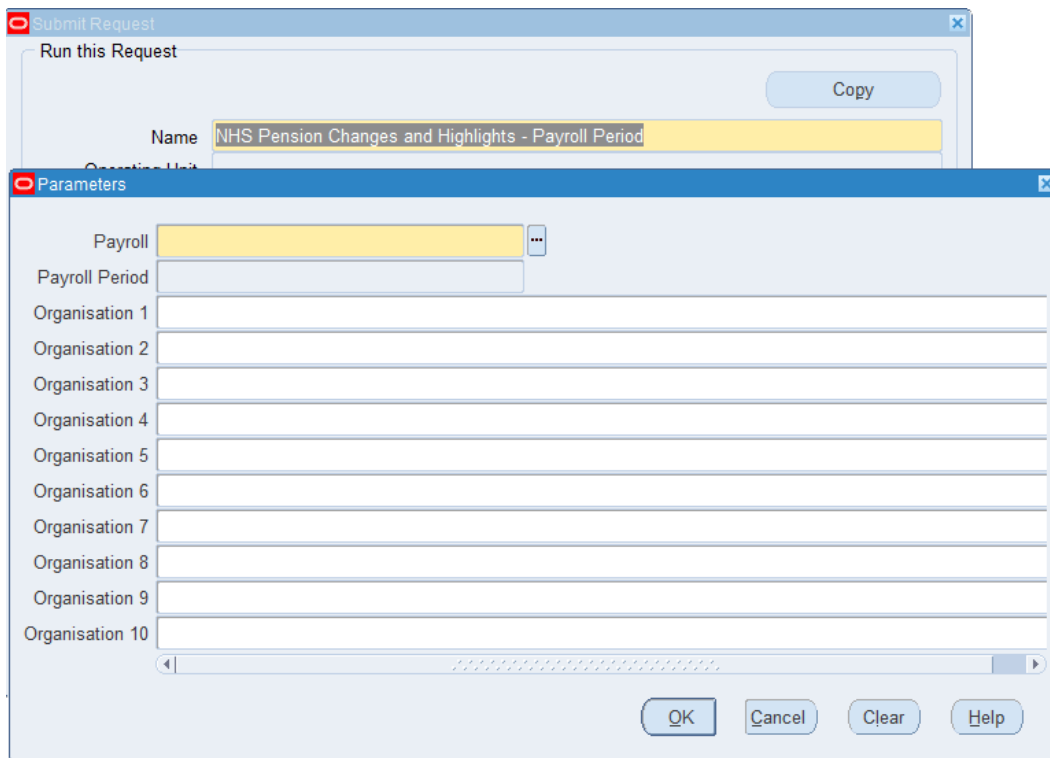 Submit Request
Run this Request
Copy
Name NHS Pension Changes and Highlights - Payroll Period
Operating Unit
Parameters
Payroll
Payroll Period
Organisation 1
Organisation 2
Organisation 3
Organisation 4
Organisation 5
Organisation 6
Organisation 7
Organisation 8
Organisation 9
Organisation 10
OK Cancel Clear Help